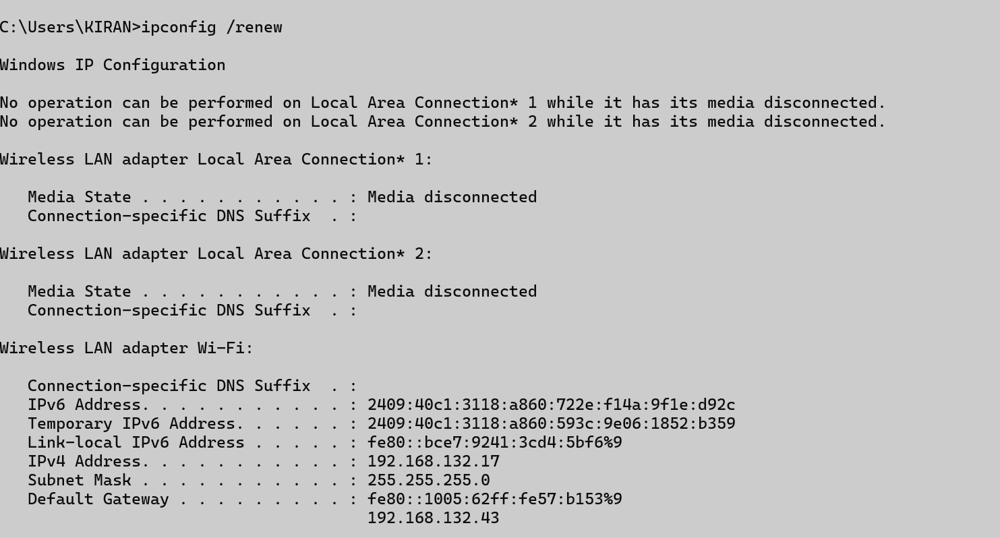 C:\Users\KIRAN>ipconfig /renew
Windows IP Configuration
No operation can be performed on Local Area Connection* 1 while it has its media disconnected.
No operation can be performed on Local Area Connection* 2 while it has its media disconnected.
Wireless LAN adapter Local Area Connection* 1:
   Media State . . . . . . . . . . . : Media disconnected
   Connection-specific DNS Suffix  . :
Wireless LAN adapter Local Area Connection* 2:
   Media State . . . . . . . . . . . : Media disconnected
   Connection-specific DNS Suffix  . :
Wireless LAN adapter Wi-Fi:
   Connection-specific DNS Suffix  . :
   IPv6 Address. . . . . . . . . . . : 2409:40c1:3118:a860:722e:f14a:9f1e:d92c
   Temporary IPv6 Address. . . . . . : 2409:40c1:3118:a860:593c:9e06:1852:b359
   Link-local IPv6 Address . . . . . : fe80::bce7:9241:3cd4:5bf6%9
   IPv4 Address. . . . . . . . . . . : 192.168.132.17
   Subnet Mask . . . . . . . . . . . : 255.255.255.0
   Default Gateway . . . . . . . . . : fe80::1005:62ff:fe57:b153%9
                                       192.168.132.43